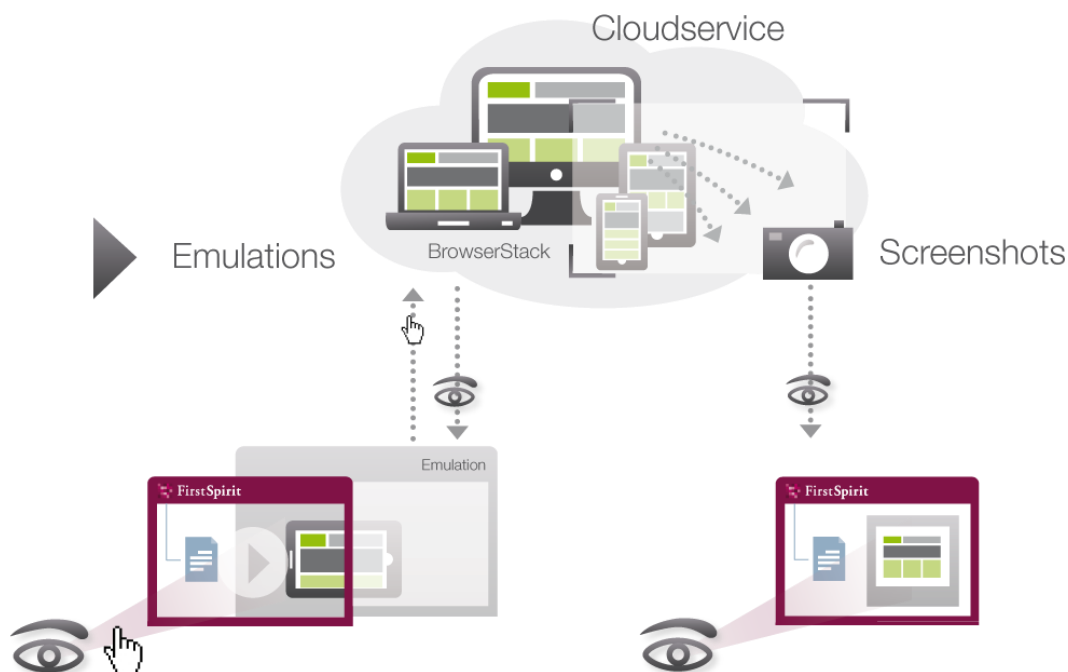 Cloudservice
BrowserStack
Emulations
Screenshots
Emulation
FirstSpirit
FirstSpirit